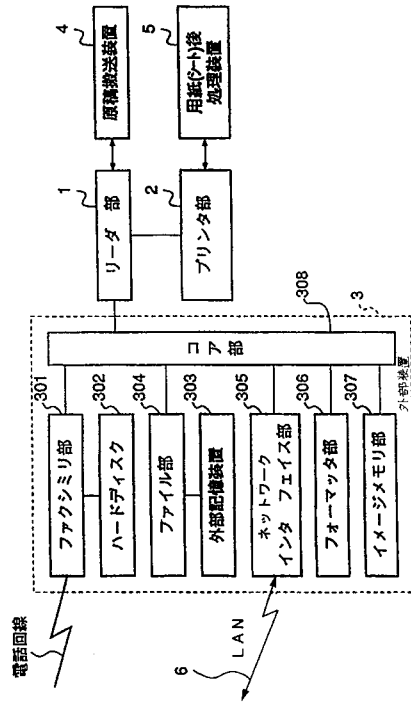 4
原稿搬送装置
5
用紙(シート)後
処理装置
1
リーダ部
2
プリンタ部
308
3
コア部
外部装置
301
ファクシミリ部
302
ハードディスク
304
ファイル部
303
外部記憶装置
305
ネットワーク
インタフェイス部
306
フォーマッタ部
307
イメージメモリ部
電話回線
6
LAN